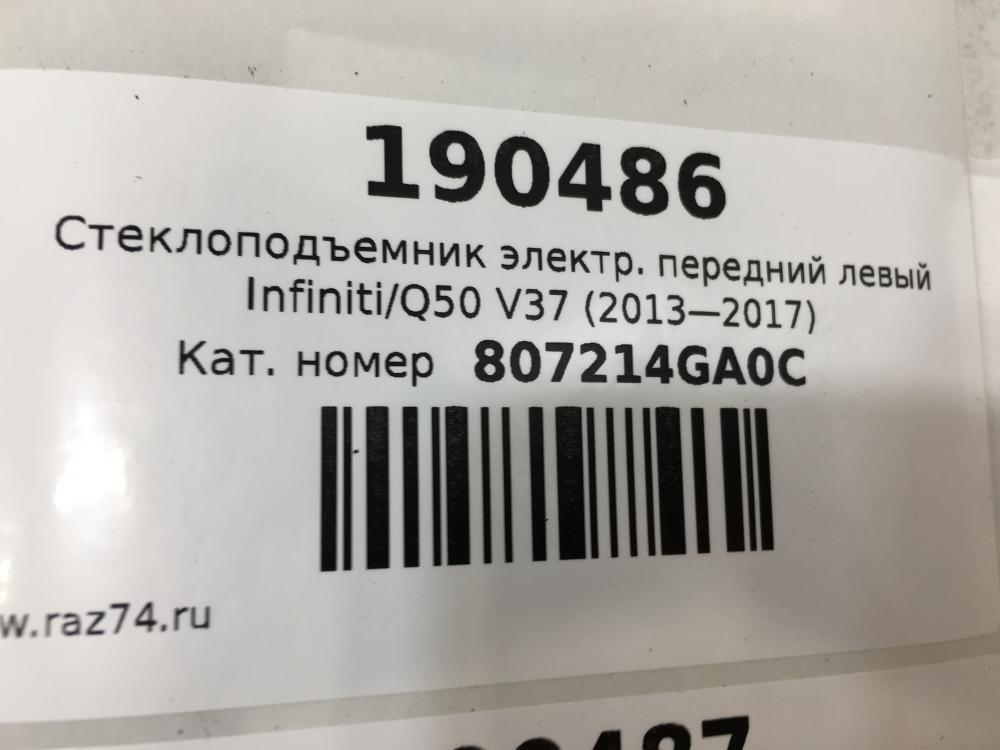 190486
Стеклоподъемник электр. передний левый
Infiniti/Q50 V37 (2013—2017)
Кат. номер 807214GA0C
w.raz74.ru